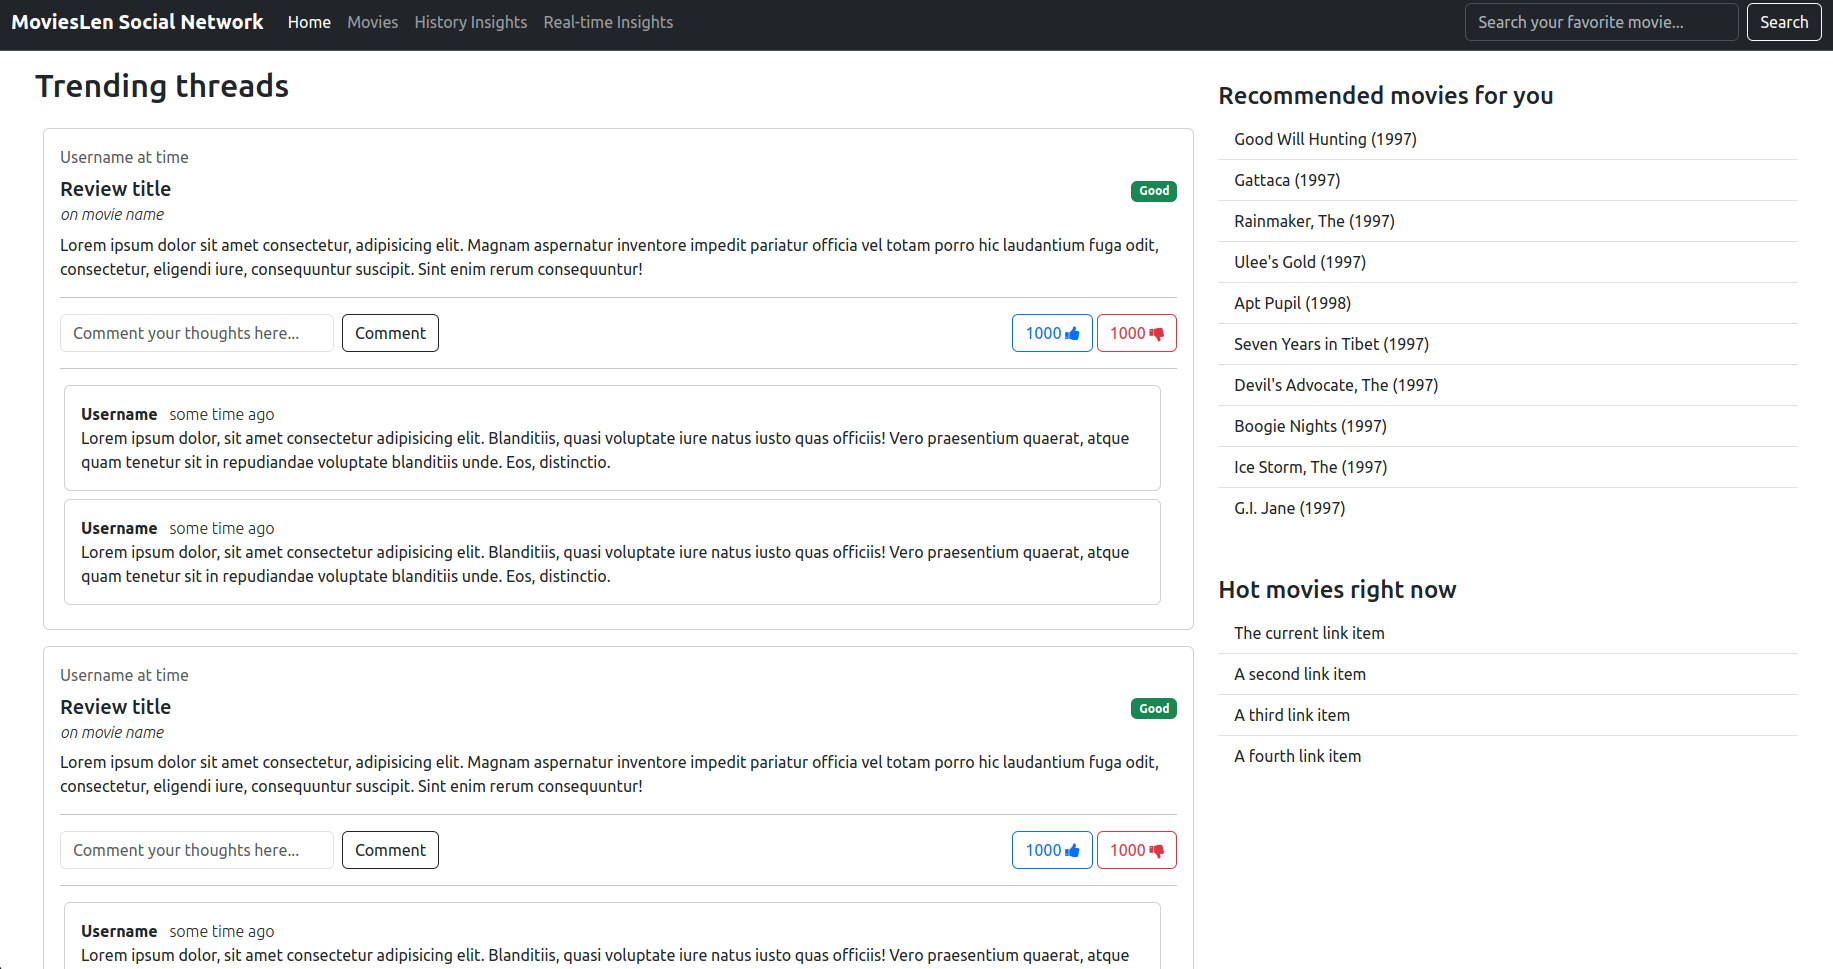 MoviesLen Social Network Home Movies History Insights Real-time Insights Search your favorite movie... Search
Trending threads
Username at time
Review title Good
on movie name
Lorem ipsum dolor sit amet consectetur, adipisicing elit. Magnam aspernatur inventore impedit pariatur officia vel totam porro hic laudantium fuga odit,
consectetur, eligendi iure, consequuntur suscipit. Sint enim rerum consequuntur!
Comment your thoughts here... Comment 1000 1000
Username some time ago
Lorem ipsum dolor, sit amet consectetur adipisicing elit. Blanditiis, quasi voluptate iure natus iusto quas officiis! Vero praesentium quaerat, atque
quam tenetur sit in repudiandae voluptate blanditiis unde. Eos, distinctio.
Username some time ago
Lorem ipsum dolor, sit amet consectetur adipisicing elit. Blanditiis, quasi voluptate iure natus iusto quas officiis! Vero praesentium quaerat, atque
quam tenetur sit in repudiandae voluptate blanditiis unde. Eos, distinctio.
Username at time
Review title Good
on movie name
Lorem ipsum dolor sit amet consectetur, adipisicing elit. Magnam aspernatur inventore impedit pariatur officia vel totam porro hic laudantium fuga odit,
consectetur, eligendi iure, consequuntur suscipit. Sint enim rerum consequuntur!
Comment your thoughts here... Comment 1000 1000
Username some time ago
Lorem ipsum dolor, sit amet consectetur adipisicing elit. Blanditiis, quasi voluptate iure natus iusto quas officiis! Vero praesentium quaerat, atque
Recommended movies for you
Good Will Hunting (1997)
Gattaca (1997)
Rainmaker, The (1997)
Ulee's Gold (1997)
Apt Pupil (1998)
Seven Years in Tibet (1997)
Devil's Advocate, The (1997)
Boogie Nights (1997)
Ice Storm, The (1997)
G.I. Jane (1997)
Hot movies right now
The current link item
A second link item
A third link item
A fourth link item